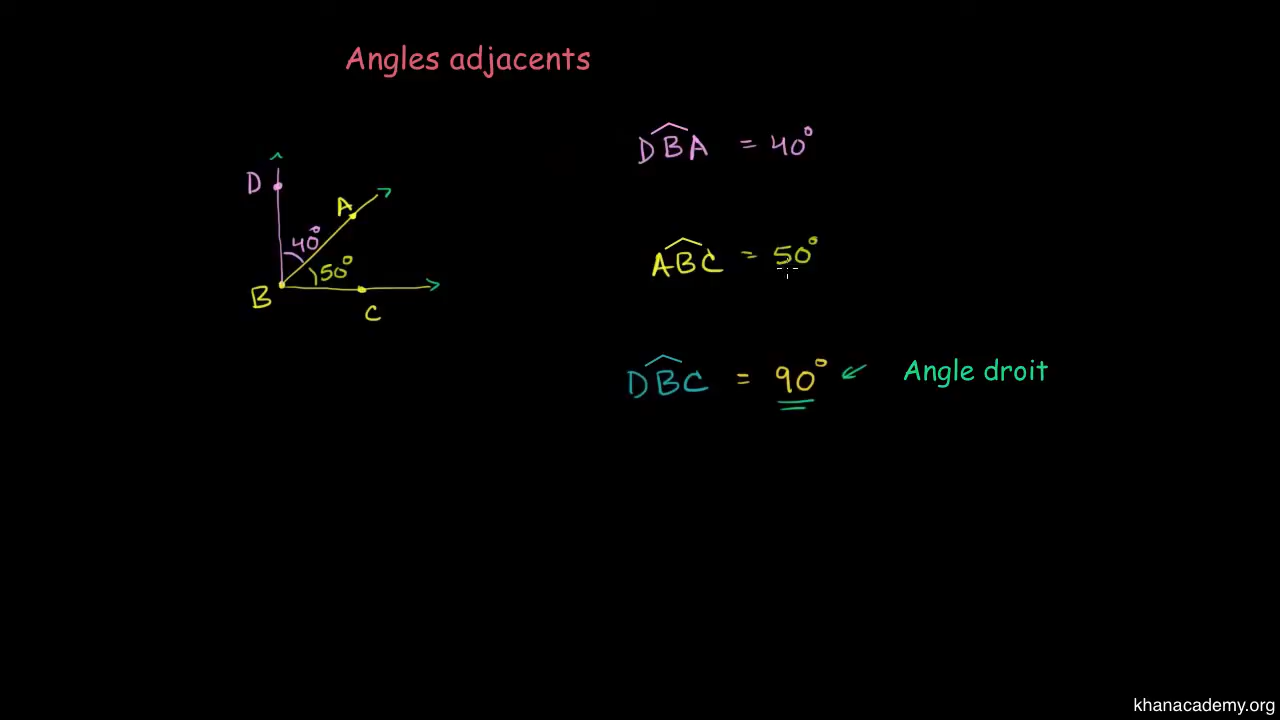 Angles adjacents
DBA = 40°
D
A
40°
50°
B
C
ABC = 50°
DBC = 90° Angle droit
khanacademy.org